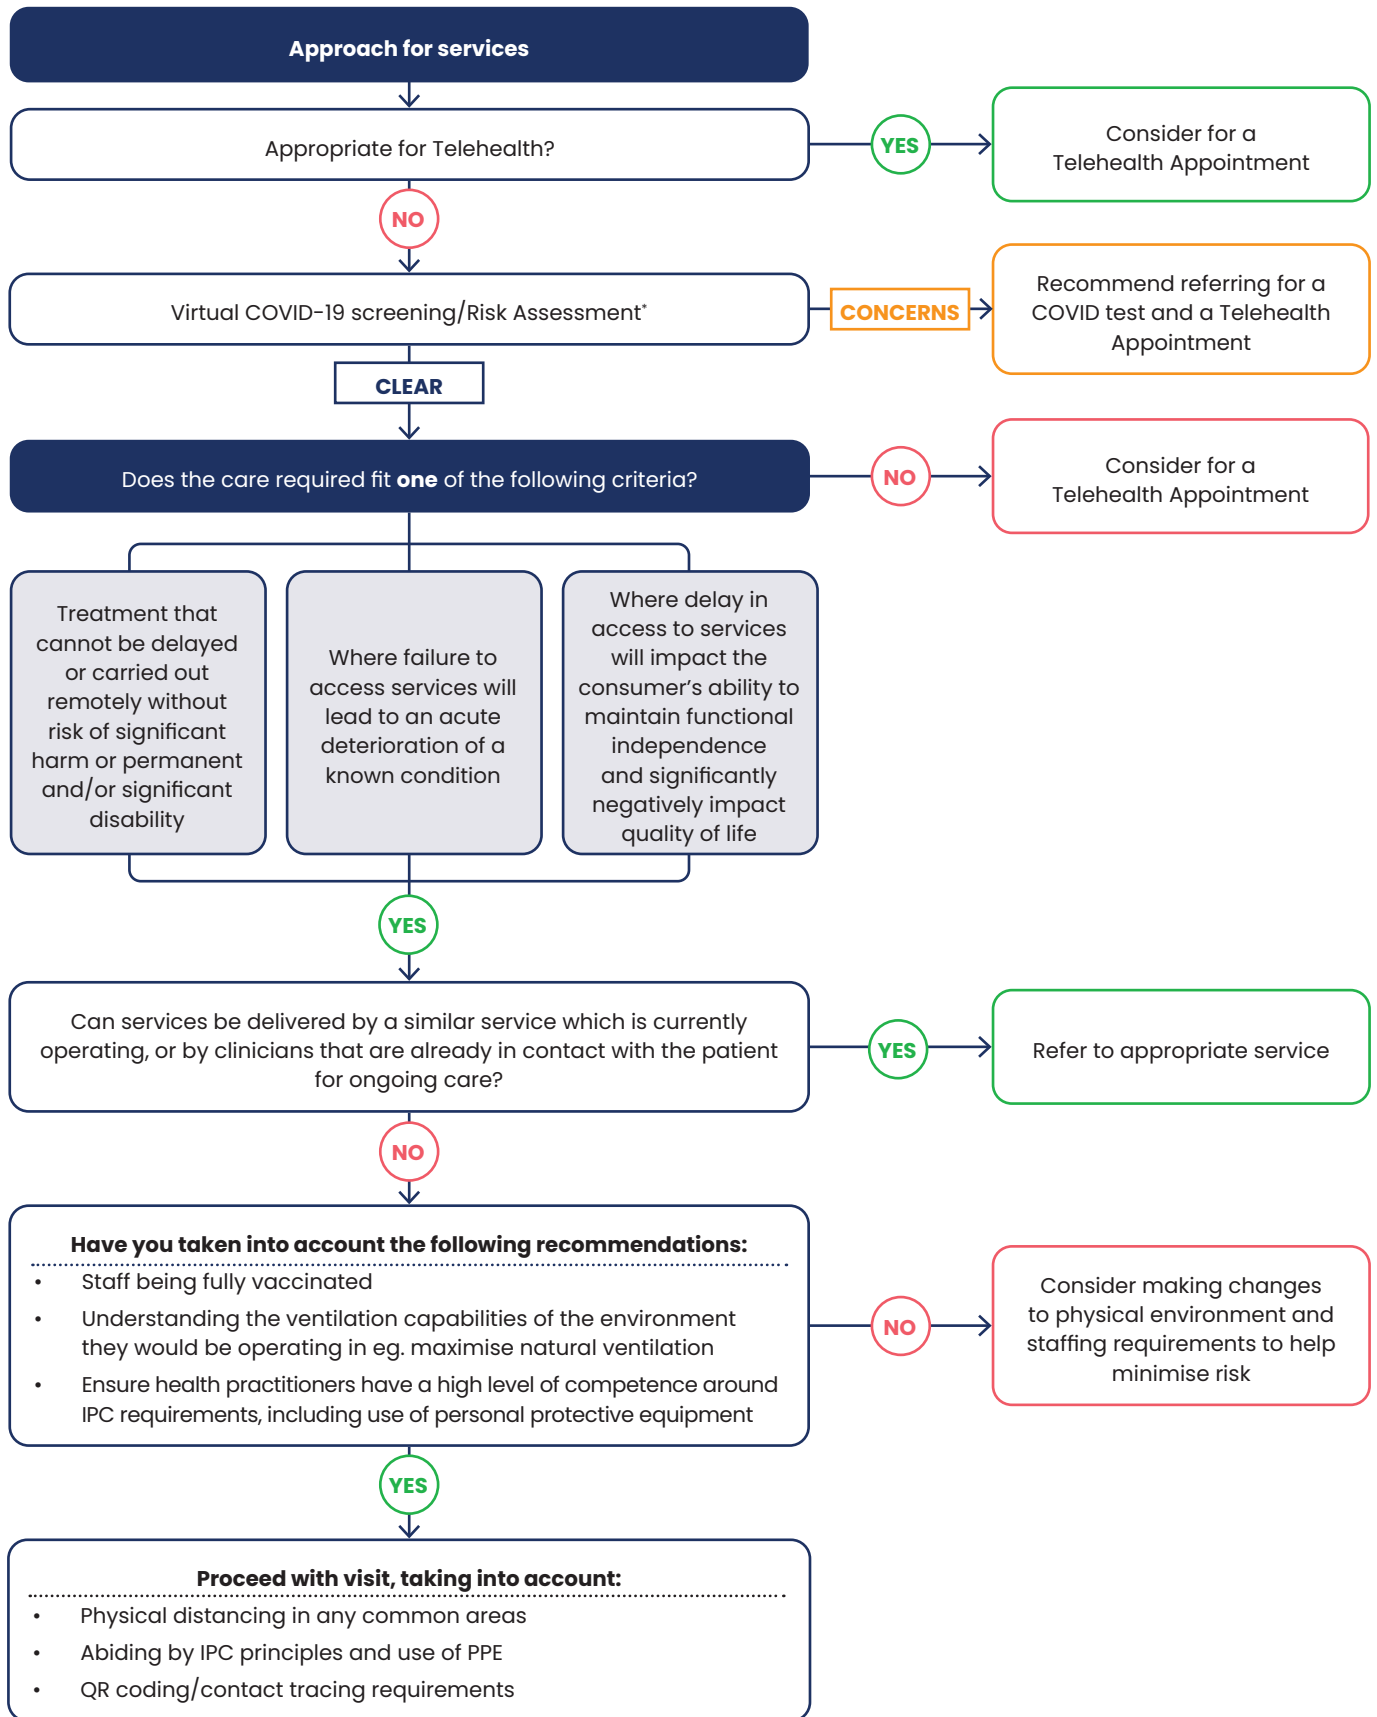 Approach for services
Appropriate for Telehealth?
YES
Consider for a
Telehealth Appointment
NO
Virtual COVID-19 screening/Risk Assessment*
CONCERNS
Recommend referring for a
COVID test and a Telehealth
Appointment
CLEAR
Does the care required fit one of the following criteria?
NO
Consider for a
Telehealth Appointment
Treatment that
cannot be delayed
or carried out
remotely without
risk of significant
harm or permanent
and/or significant
disability
Where failure to
access services will
lead to an acute
deterioration of a
known condition
Where delay in
access to services
will impact the
consumer’s ability to
maintain functional
independence
and significantly
negatively impact
quality of life
YES
Can services be delivered by a similar service which is currently
operating, or by clinicians that are already in contact with the patient
for ongoing care?
YES
Refer to appropriate service
NO
Have you taken into account the following recommendations:
• Staff being fully vaccinated
• Understanding the ventilation capabilities of the environment
they would be operating in eg. maximise natural ventilation
• Ensure health practitioners have a high level of competence around
IPC requirements, including use of personal protective equipment
NO
Consider making changes
to physical environment and
staffing requirements to help
minimise risk
YES
Proceed with visit, taking into account:
• Physical distancing in any common areas
• Abiding by IPC principles and use of PPE
• QR coding/contact tracing requirements